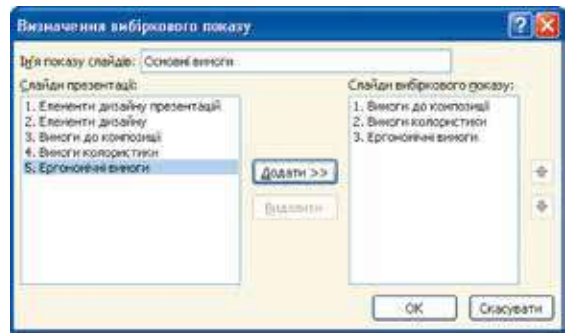 Визначення вибіркового показу
Ім'я показу слайдів: Основні вимоги
Слайди презентації:
1. Елементи дизайну презентацій
2. Елементи дизайну
3. Вимоги до композиції
4. Вимоги колористики
5. Ергономічні вимоги
Додати >>
Видалити
Слайди вибіркового показу:
1. Вимоги до композиції
2. Вимоги колористики
3. Ергономічні вимоги
ОК
Скасувати